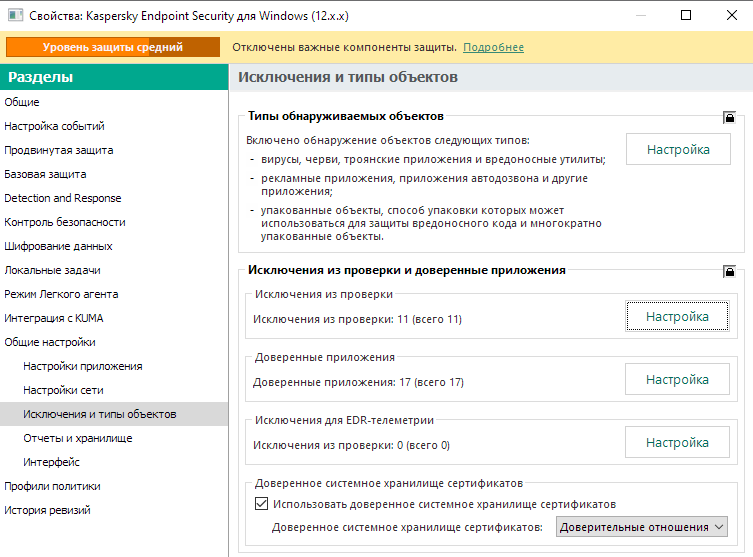 Свойства: Kaspersky Endpoint Security для Windows (12.x.x)
Уровень защиты средний
Отключены важные компоненты защиты. Подробнее
Разделы
Общие
Настройка событий
Продвинутая защита
Базовая защита
Detection and Response
Контроль безопасности
Шифрование данных
Локальные задачи
Режим Легкого агента
Интеграция с KUMA
Общие настройки
Настройки приложения
Настройки сети
Исключения и типы объектов
Отчеты и хранилище
Интерфейс
Профили политики
История ревизий
Исключения и типы объектов
Типы обнаруживаемых объектов
Включено обнаружение объектов следующих типов:
- вирусы, черви, троянские приложения и вредоносные утилиты;
- рекламные приложения, приложения автодозвона и другие
приложения;
- упакованные объекты, способ упаковки которых может
использоваться для защиты вредоносного кода и многократно
упакованные объекты.
Настройка
Исключения из проверки и доверенные приложения
Исключения из проверки
Исключения из проверки: 11 (всего 11)
Настройка
Доверенные приложения
Доверенные приложения: 17 (всего 17)
Настройка
Исключения для EDR-телеметрии
Исключения из проверки: 0 (всего 0)
Настройка
Доверенное системное хранилище сертификатов
Использовать доверенное системное хранилище сертификатов
Доверенное системное хранилище сертификатов: Доверительные отношения